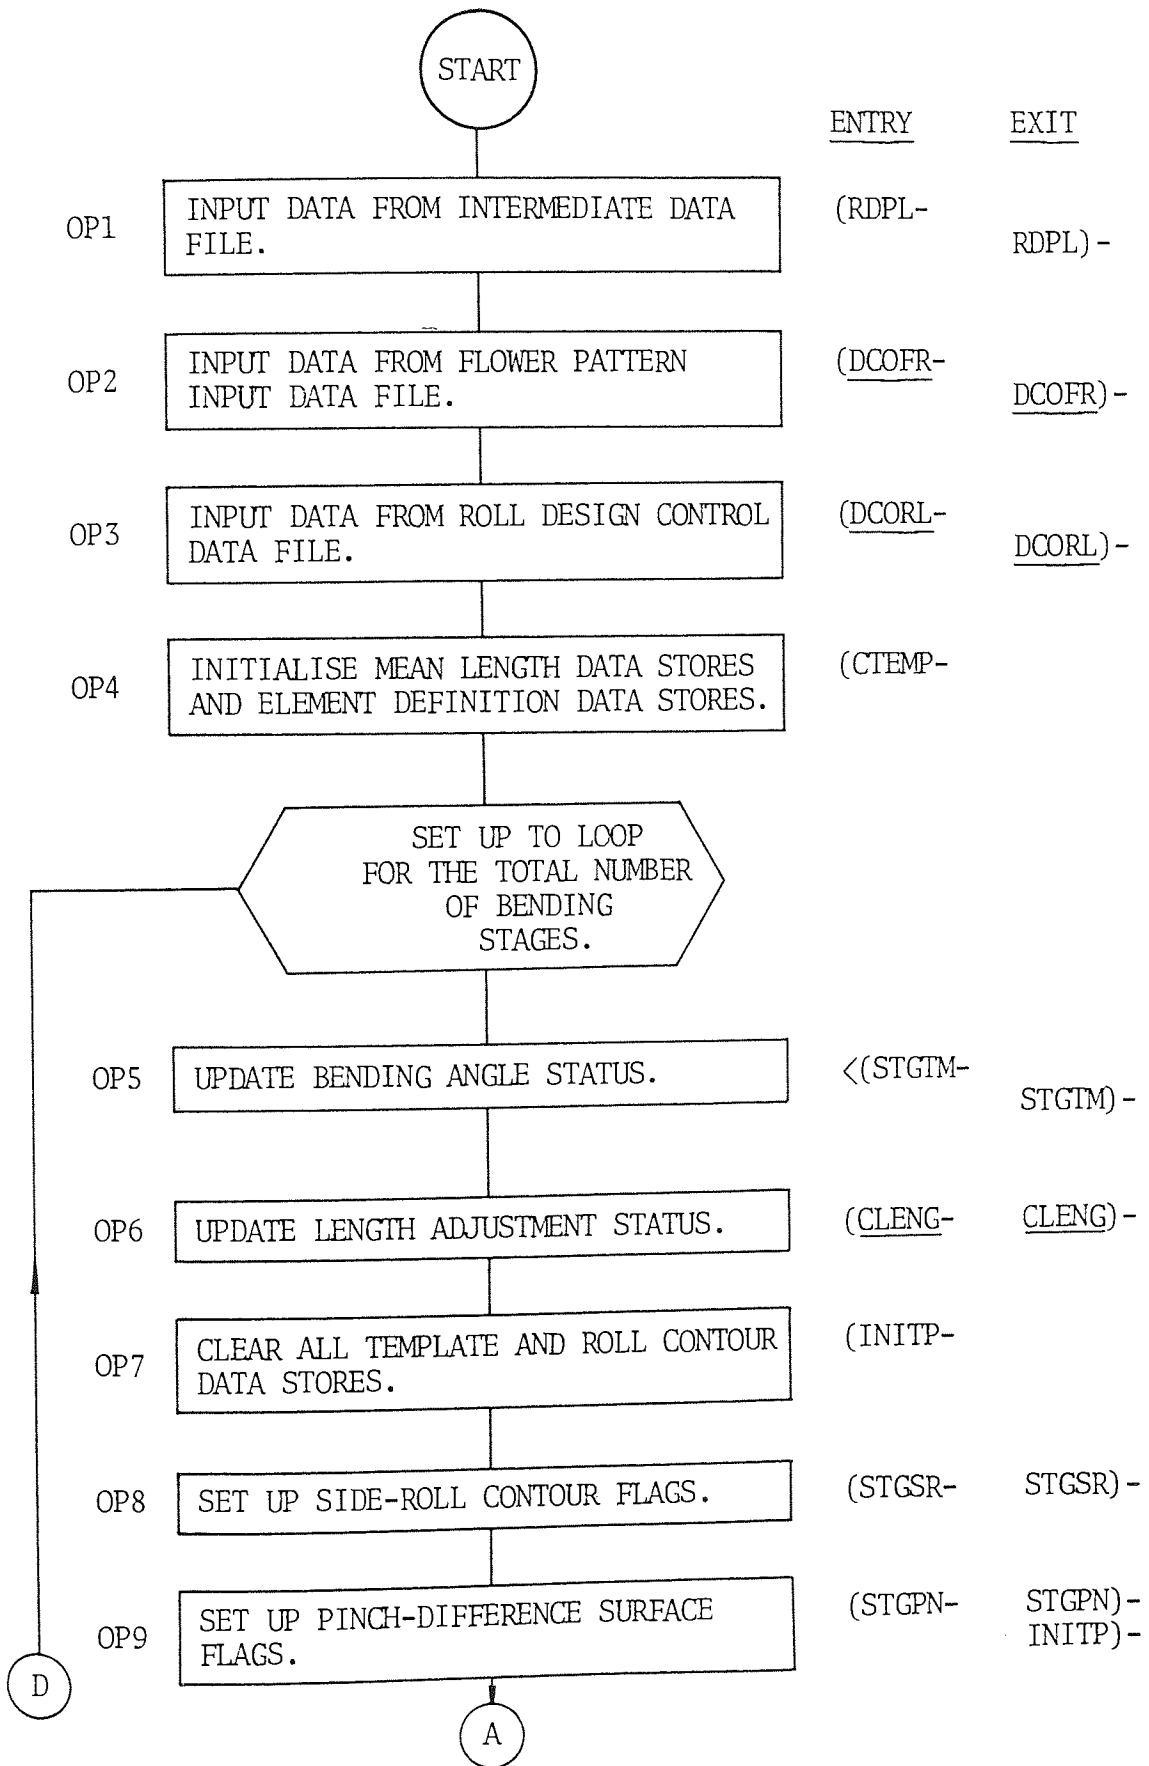 START
ENTRY EXIT
OP1 INPUT DATA FROM INTERMEDIATE DATA (RDPL-
FILE. RDPL)-
OP2 INPUT DATA FROM FLOWER PATTERN (DCOFR-
INPUT DATA FILE. DCOFR)-
OP3 INPUT DATA FROM ROLL DESIGN CONTROL (DCORL-
DATA FILE. DCORL)-
OP4 INITIALISE MEAN LENGTH DATA STORES (CTEMP-
AND ELEMENT DEFINITION DATA STORES.
SET UP TO LOOP
FOR THE TOTAL NUMBER
OF BENDING
STAGES.
OP5 UPDATE BENDING ANGLE STATUS. <(STGTM-
STGTM)-
OP6 UPDATE LENGTH ADJUSTMENT STATUS. (CLENG- CLENG)-
OP7 CLEAR ALL TEMPLATE AND ROLL CONTOUR (INITP-
DATA STORES.
OP8 SET UP SIDE-ROLL CONTOUR FLAGS. (STGSR- STGSR)-
OP9 SET UP PINCH-DIFFERENCE SURFACE (STGPN- STGPN)-
FLAGS. INITP)-
D
A